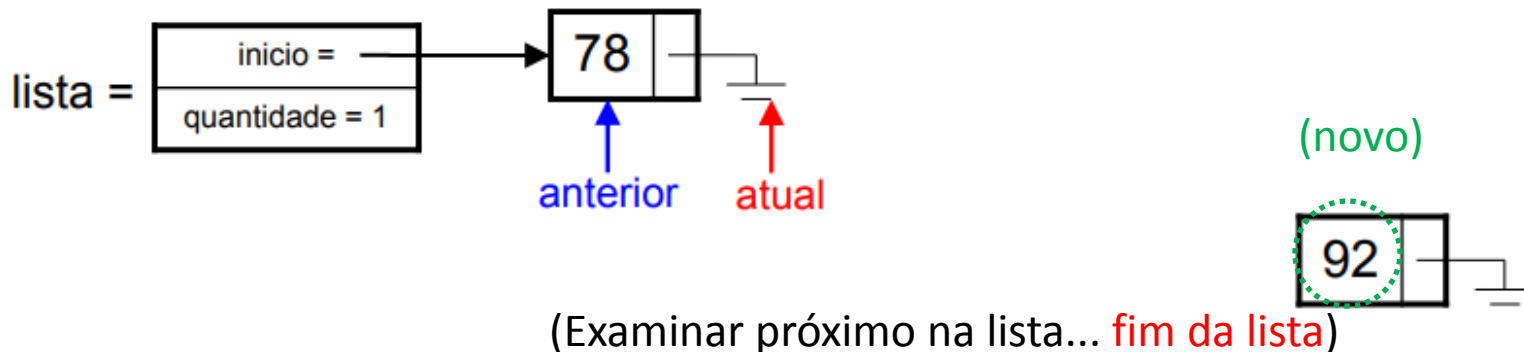 lista =
inicio =
quantidade = 1
78
anterior
atual
(novo)
92
(Examinar próximo na lista... fim da lista)